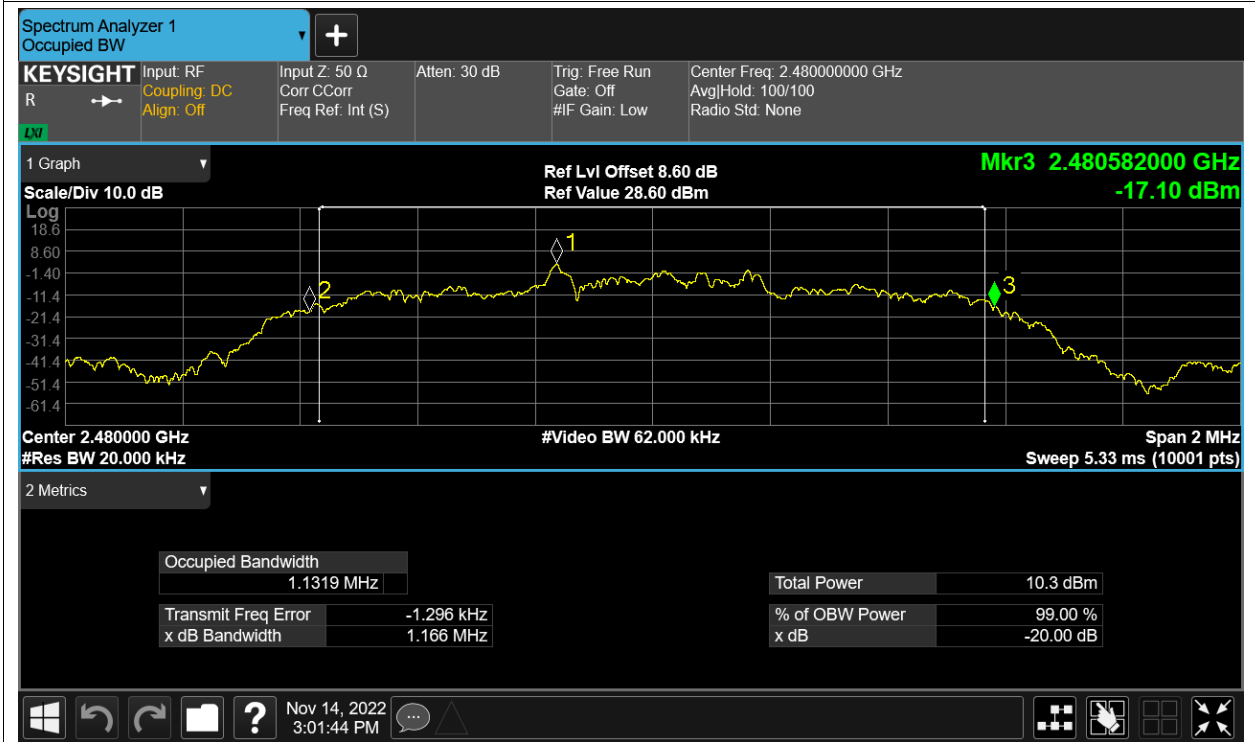 Spectrum Analyzer 1
Occupied BW
KEYSIGHT
R
LXI
Input: RF
Coupling: DC
Align: Off
Input Z: 50 Ω
Corr CCorr
Freq Ref: Int (S)
Atten: 30 dB
Trig: Free Run
Gate: Off
#IF Gain: Low
Center Freq: 2.480000000 GHz
Avg|Hold: 100/100
Radio Std: None
1 Graph
Scale/Div 10.0 dB
Ref Lvl Offset 8.60 dB
Ref Value 28.60 dBm
Mkr3 2.480582000 GHz
-17.10 dBm
Log
18.6
8.60
-1.40
-11.4
-21.4
-31.4
-41.4
-51.4
-61.4
1
2
3
Center 2.480000 GHz
#Res BW 20.000 kHz
#Video BW 62.000 kHz
Span 2 MHz
Sweep 5.33 ms (10001 pts)
2 Metrics
Occupied Bandwidth
1.1319 MHz
Transmit Freq Error -1.296 kHz
x dB Bandwidth 1.166 MHz
Total Power 10.3 dBm
% of OBW Power 99.00 %
x dB -20.00 dB
?
Nov 14, 2022
3:01:44 PM